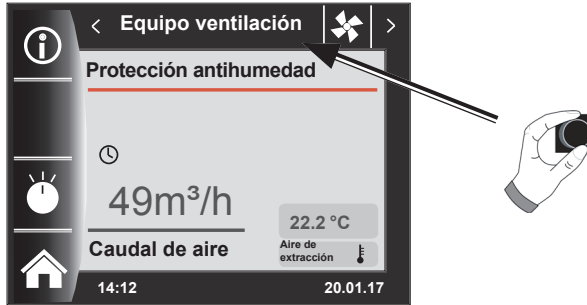 Equipo ventilación
Protección antihumedad
49m³/h
22.2 °C
Caudal de aire
Aire de
extracción
14:12
20.01.17